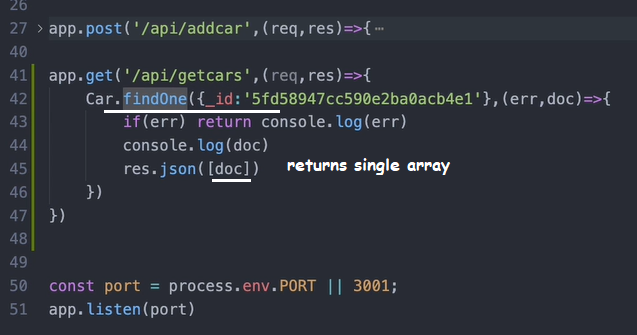 26
27 > app.post('/api/addcar',(req,res)=>{⋯
40
41 app.get('/api/getcars',(req,res)=>{
42 Car.findOne({_id:'5fd58947cc590e2ba0acb4e1'},(err,doc)=>{
43 if(err) return console.log(err)
44 console.log(doc)
45 res.json([doc]) returns single array
46 })
47 })
48
49
50 const port = process.env.PORT || 3001;
51 app.listen(port)